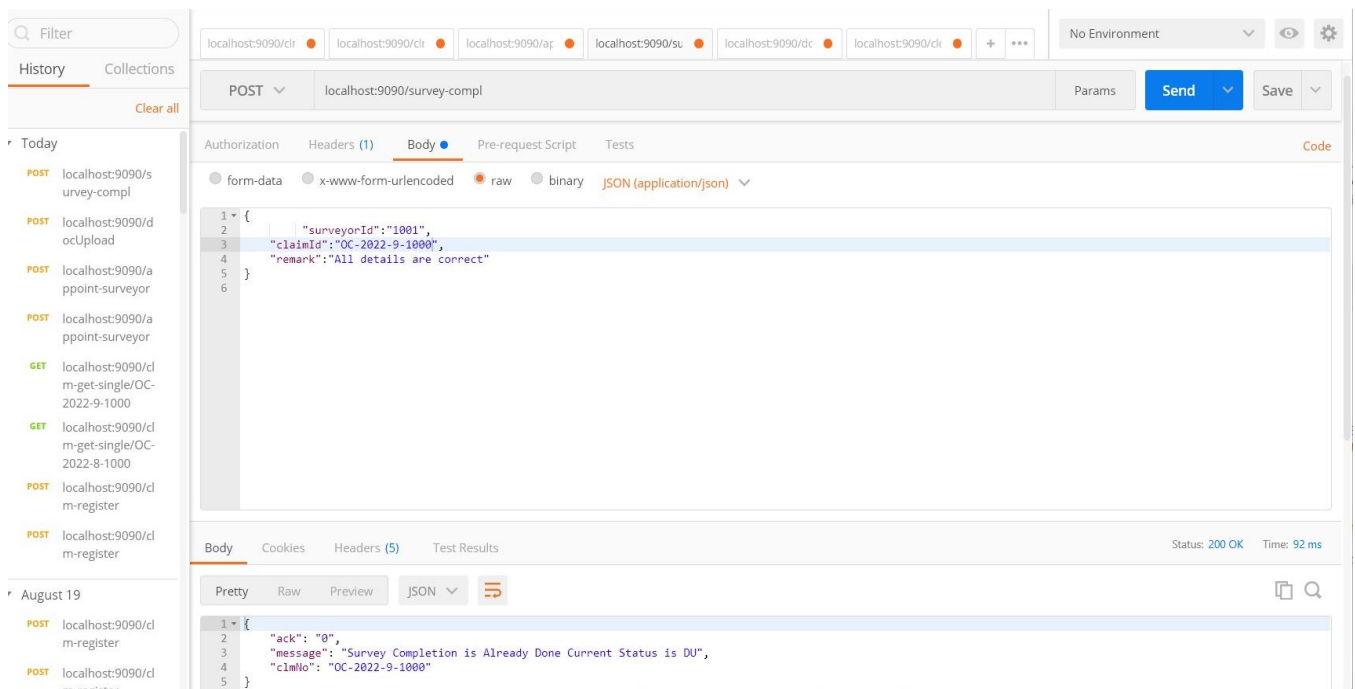 Filter
History Collections
Clear all
Today
POST localhost:9090/s
urvey-compl
POST localhost:9090/d
ocUpload
POST localhost:9090/a
ppoint-surveyor
POST localhost:9090/a
ppoint-surveyor
GET localhost:9090/cl
m-get-single/OC-
2022-9-1000
GET localhost:9090/cl
m-get-single/OC-
2022-8-1000
POST localhost:9090/cl
m-register
POST localhost:9090/cl
m-register
August 19
POST localhost:9090/cl
m-register
POST localhost:9090/cl
localhost:9090/clr localhost:9090/clr localhost:9090/ap localhost:9090/su localhost:9090/dc localhost:9090/clc + •••
No Environment
POST localhost:9090/survey-compl Params Send Save
Authorization Headers (1) Body Pre-request Script Tests Code
form-data x-www-form-urlencoded raw binary JSON (application/json)
1 {
2 "surveyorId":"1001",
3 "claimId":"OC-2022-9-1000",
4 "remark":"All details are correct"
5 }
6
Body Cookies Headers (5) Test Results Status: 200 OK Time: 92 ms
Pretty Raw Preview JSON
1 {
2 "ack": "0",
3 "message": "Survey Completion is Already Done Current Status is DU",
4 "clmNo": "OC-2022-9-1000"
5 }